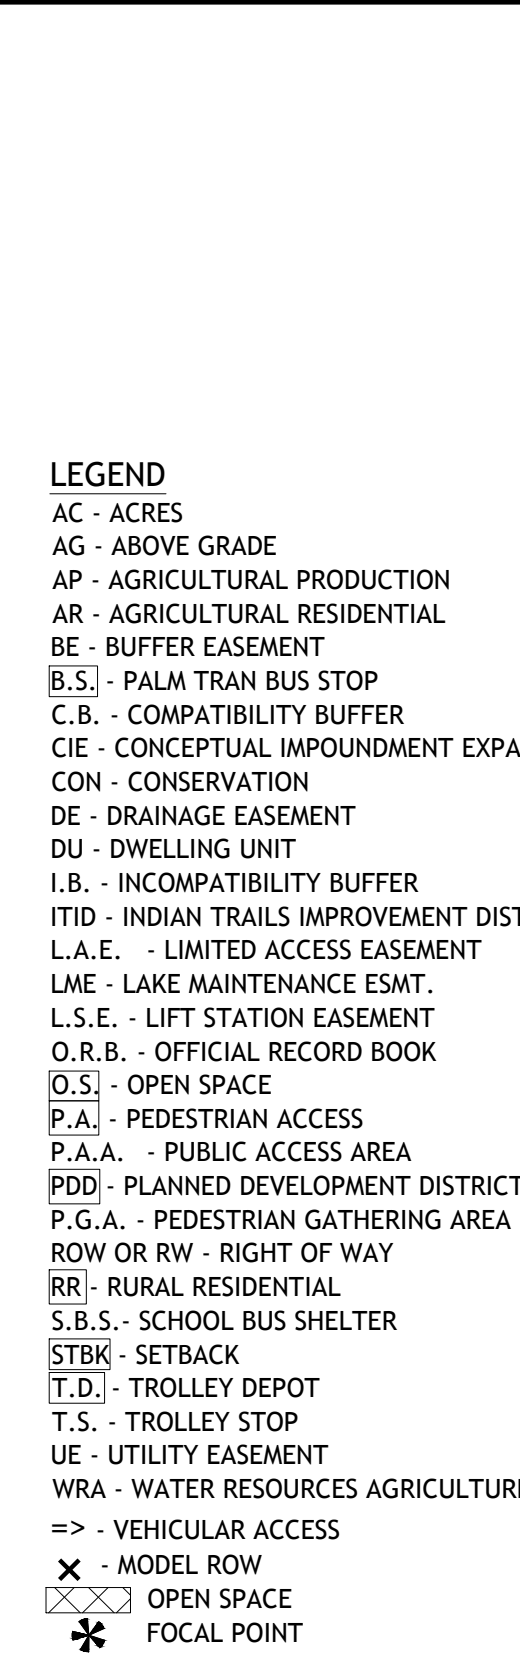 LEGEND
AC - ACRES
AG - ABOVE GRADE
AP - AGRICULTURAL PRODUCTION
AR - AGRICULTURAL RESIDENTIAL
BE - BUFFER EASEMENT
B.S. - PALM TRAN BUS STOP
C.B. - COMPATIBILITY BUFFER
CIE - CONCEPTUAL IMPOUNDMENT EXPA
CON - CONSERVATION
DE - DRAINAGE EASEMENT
DU - DWELLING UNIT
I.B. - INCOMPATIBILITY BUFFER
ITID - INDIAN TRAILS IMPROVEMENT DIST
L.A.E. - LIMITED ACCESS EASEMENT
LME - LAKE MAINTENANCE ESMT.
L.S.E. - LIFT STATION EASEMENT
O.R.B. - OFFICIAL RECORD BOOK
O.S. - OPEN SPACE
P.A. - PEDESTRIAN ACCESS
P.A.A. - PUBLIC ACCESS AREA
PDD - PLANNED DEVELOPMENT DISTRICT
P.G.A. - PEDESTRIAN GATHERING AREA
ROW OR RW - RIGHT OF WAY
RR - RURAL RESIDENTIAL
S.B.S.- SCHOOL BUS SHELTER
STBK - SETBACK
T.D. - TROLLEY DEPOT
T.S. - TROLLEY STOP
UE - UTILITY EASEMENT
WRA - WATER RESOURCES AGRICULTUR
=> - VEHICULAR ACCESS
- MODEL ROW
OPEN SPACE
FOCAL POINT